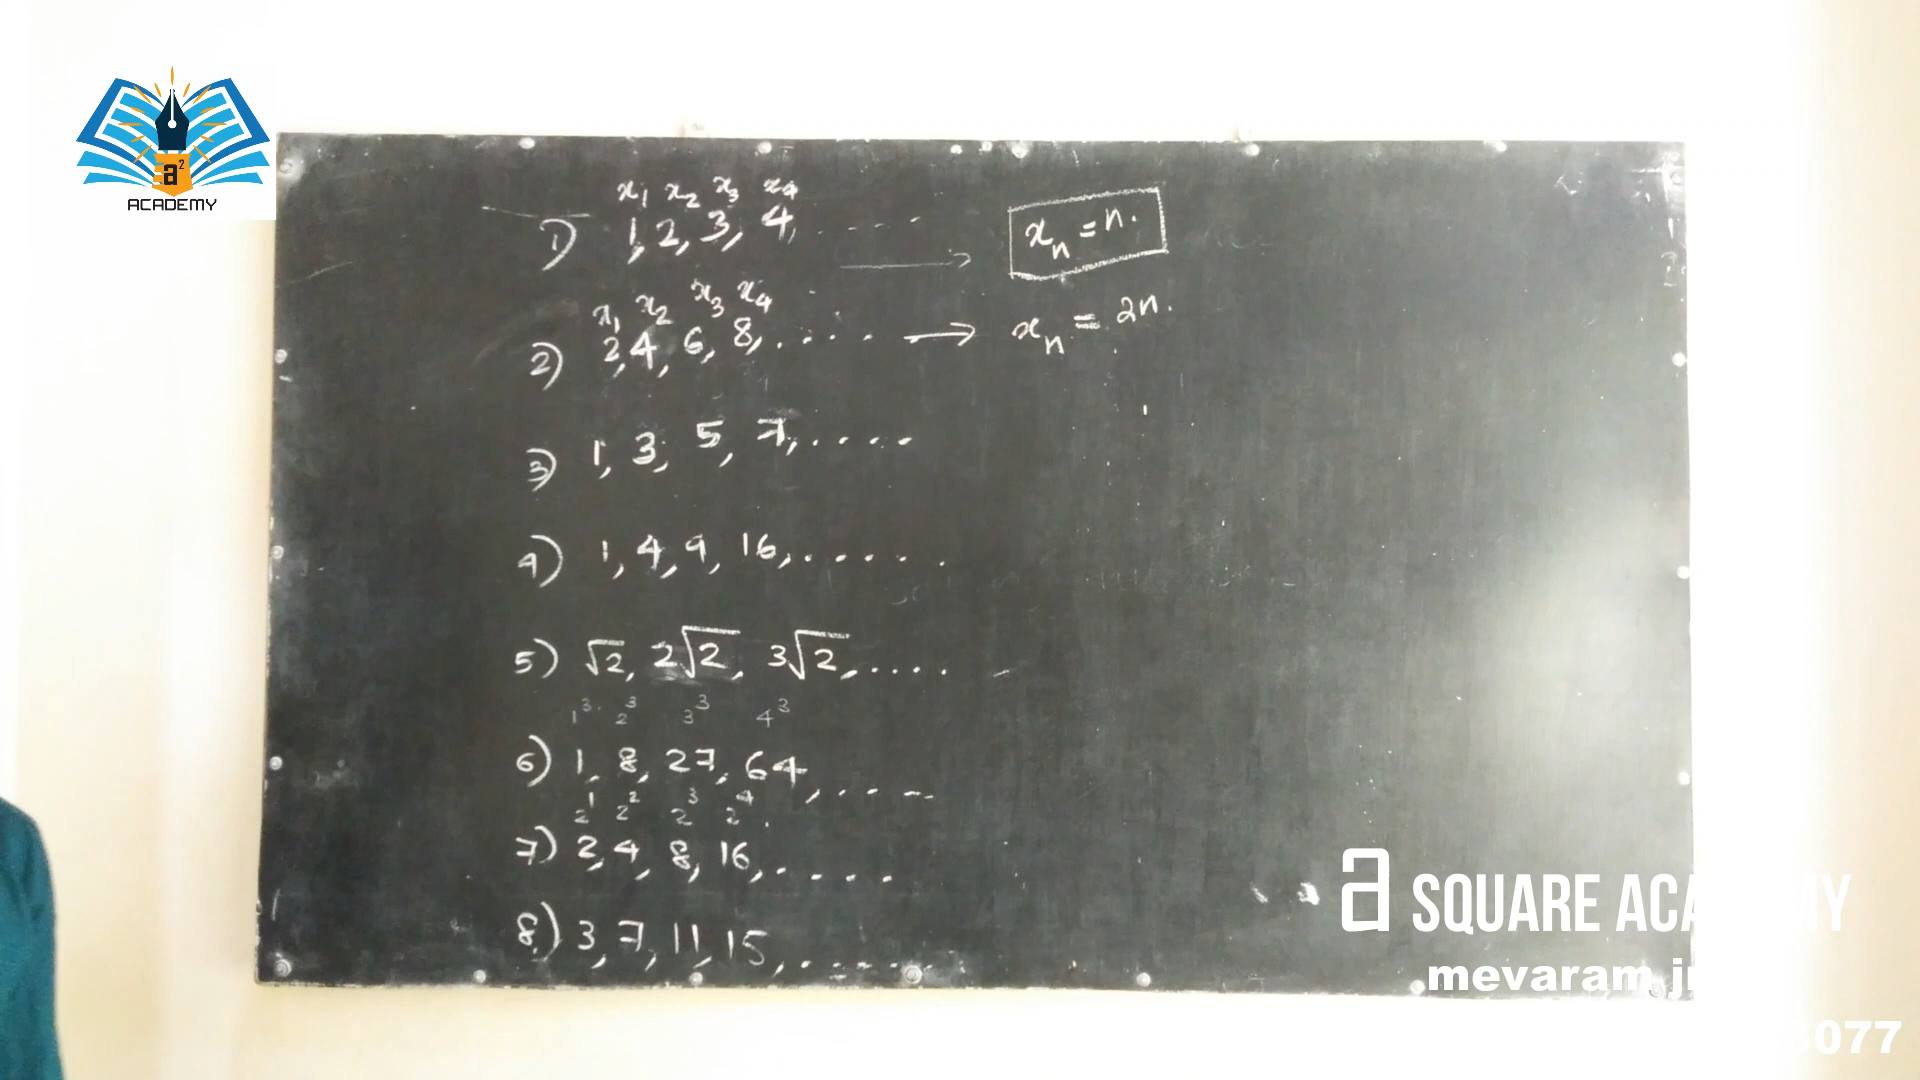 a²
ACADEMY
x₁ x₂ x₃ x₄
1) 1, 2, 3, 4, . . . . ⟶ xₙ = n.
x₁ x₂ x₃ x₄
2) 2, 4, 6, 8, . . . . ⟶ xₙ = 2n.
3) 1, 3, 5, 7, . . . .
4) 1, 4, 9, 16, . . . . .
5) √2, 2√2, 3√2, . . . .
1³ 2³ 3³ 4³
6) 1, 8, 27, 64, . . . .
2¹ 2² 2³ 2⁴
7) 2, 4, 8, 16, . . . .
8) 3, 7, 11, 15, . . . . .
a SQUARE ACADEMY
mevaram
077